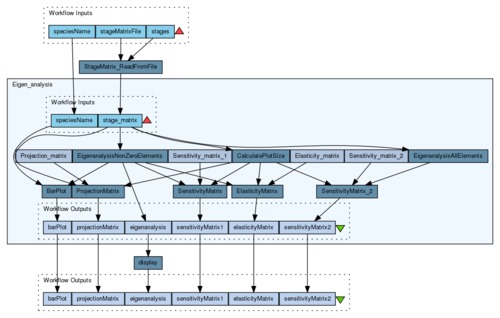 Workflow Inputs
speciesName stageMatrixFile stages
StageMatrix_ReadFromFile
Eigen_analysis
Workflow Inputs
speciesName stage_matrix
Projection_matrix EigenanalysisNonZeroElements Sensitivity_matrix_1 CalculatePlotSize Elasticity_matrix Sensitivity_matrix_2 EigenanalysisAllElements
BarPlot ProjectionMatrix SensitivityMatrix ElasticityMatrix SensitivityMatrix_2
Workflow Outputs
barPlot projectionMatrix eigenanalysis sensitivityMatrix1 elasticityMatrix sensitivityMatrix2
display
Workflow Outputs
barPlot projectionMatrix eigenanalysis sensitivityMatrix1 elasticityMatrix sensitivityMatrix2